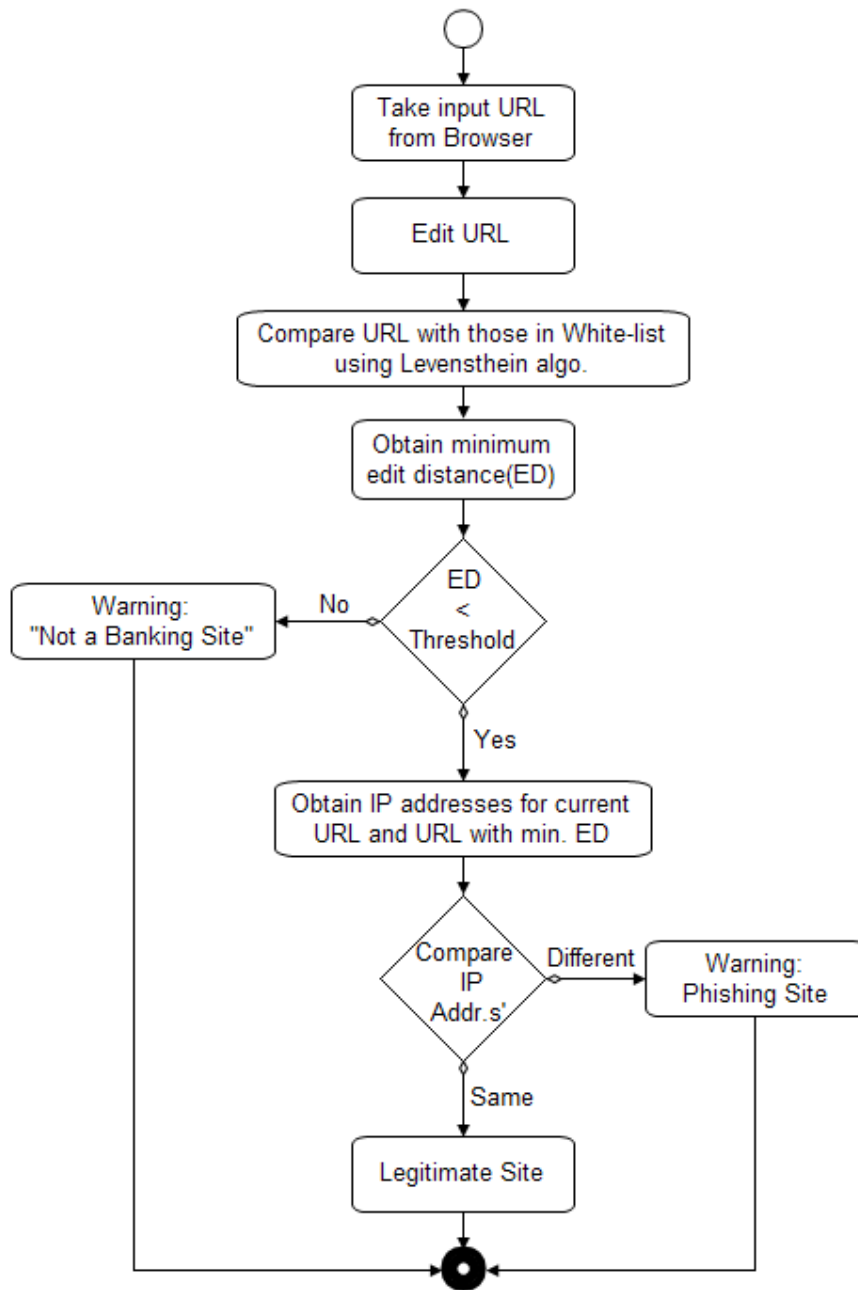 Take input URL
from Browser
Edit URL
Compare URL with those in White-list
using Levensthein algo.
Obtain minimum
edit distance(ED)
ED
<
Threshold
No
Warning:
"Not a Banking Site"
Yes
Obtain IP addresses for current
URL and URL with min. ED
Compare
IP
Addr.s'
Different
Warning:
Phishing Site
Same
Legitimate Site